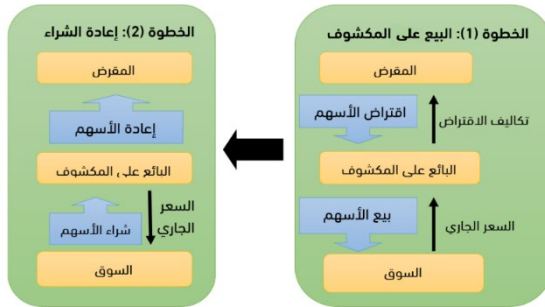 الخطوة (1): البيع على المكشوف
المقرض
اقتراض الأسهم
تكاليف الاقتراض
البائع على المكشوف
بيع الأسهم
السعر الجاري
السوق
الخطوة (2): إعادة الشراء
المقرض
إعادة الأسهم
البائع على المكشوف
السعر
الجاري
شراء الأسهم
السوق